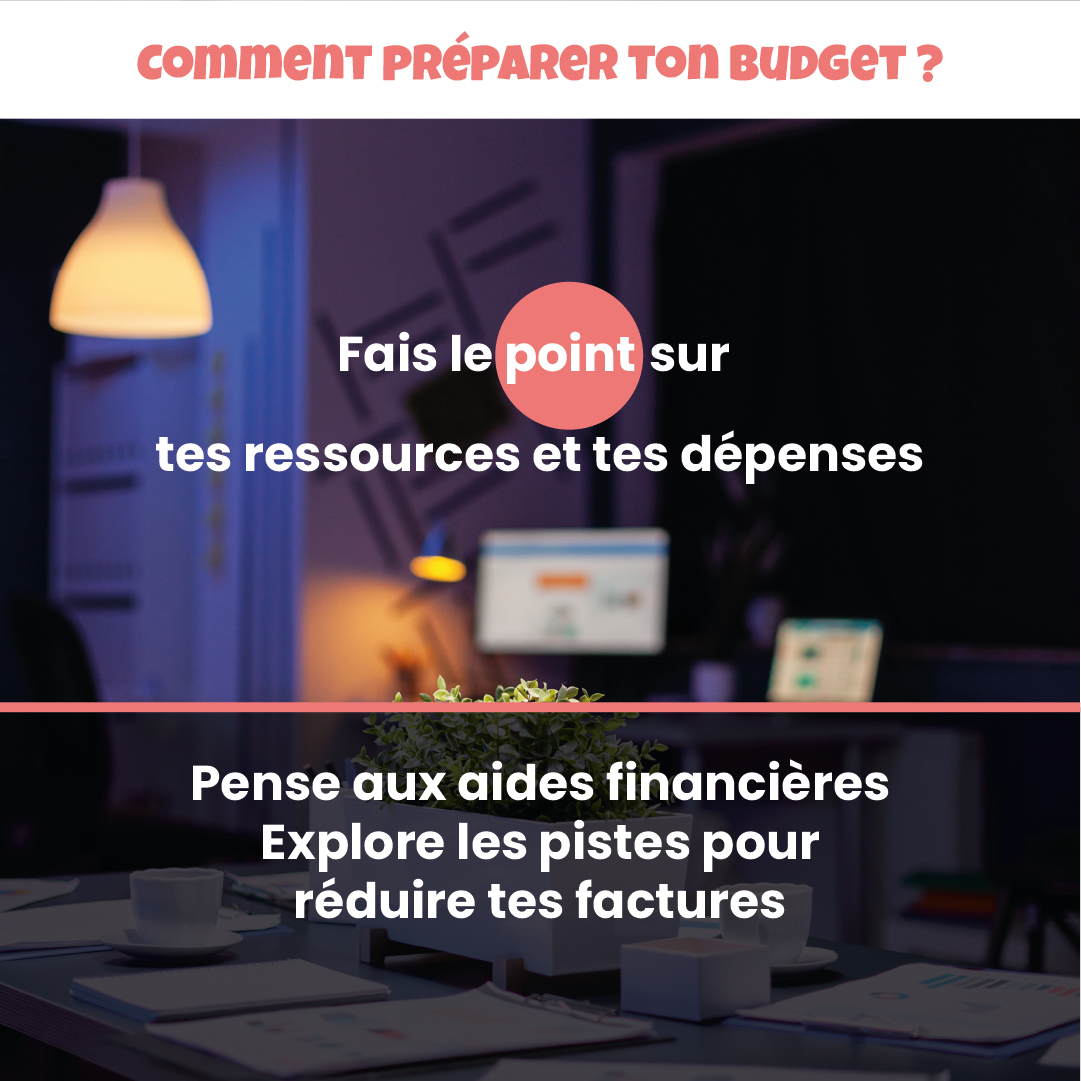 Comment préparer ton budget ?
Fais le point sur
tes ressources et tes dépenses
Pense aux aides financières
Explore les pistes pour
réduire tes factures